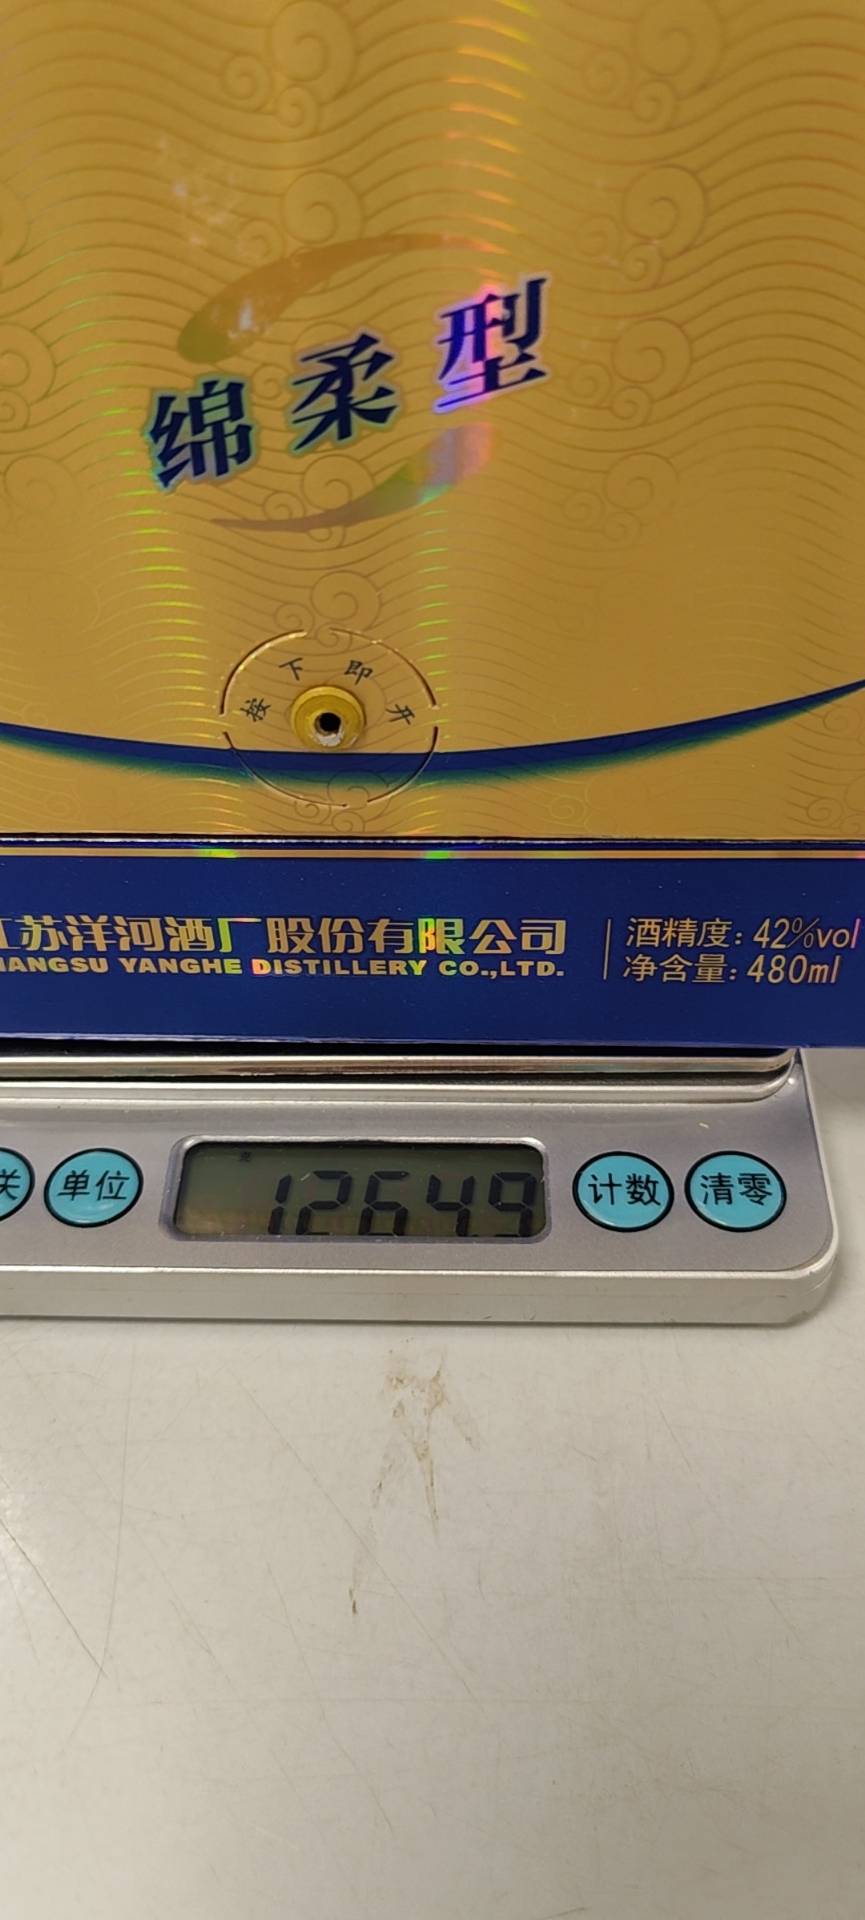 绵柔型
按下即开
江苏洋河酒厂股份有限公司
JIANGSU YANGHE DISTILLERY CO.,LTD.
酒精度:42%vol
净含量:480ml
关
单位
克
1264.9
计数
清零